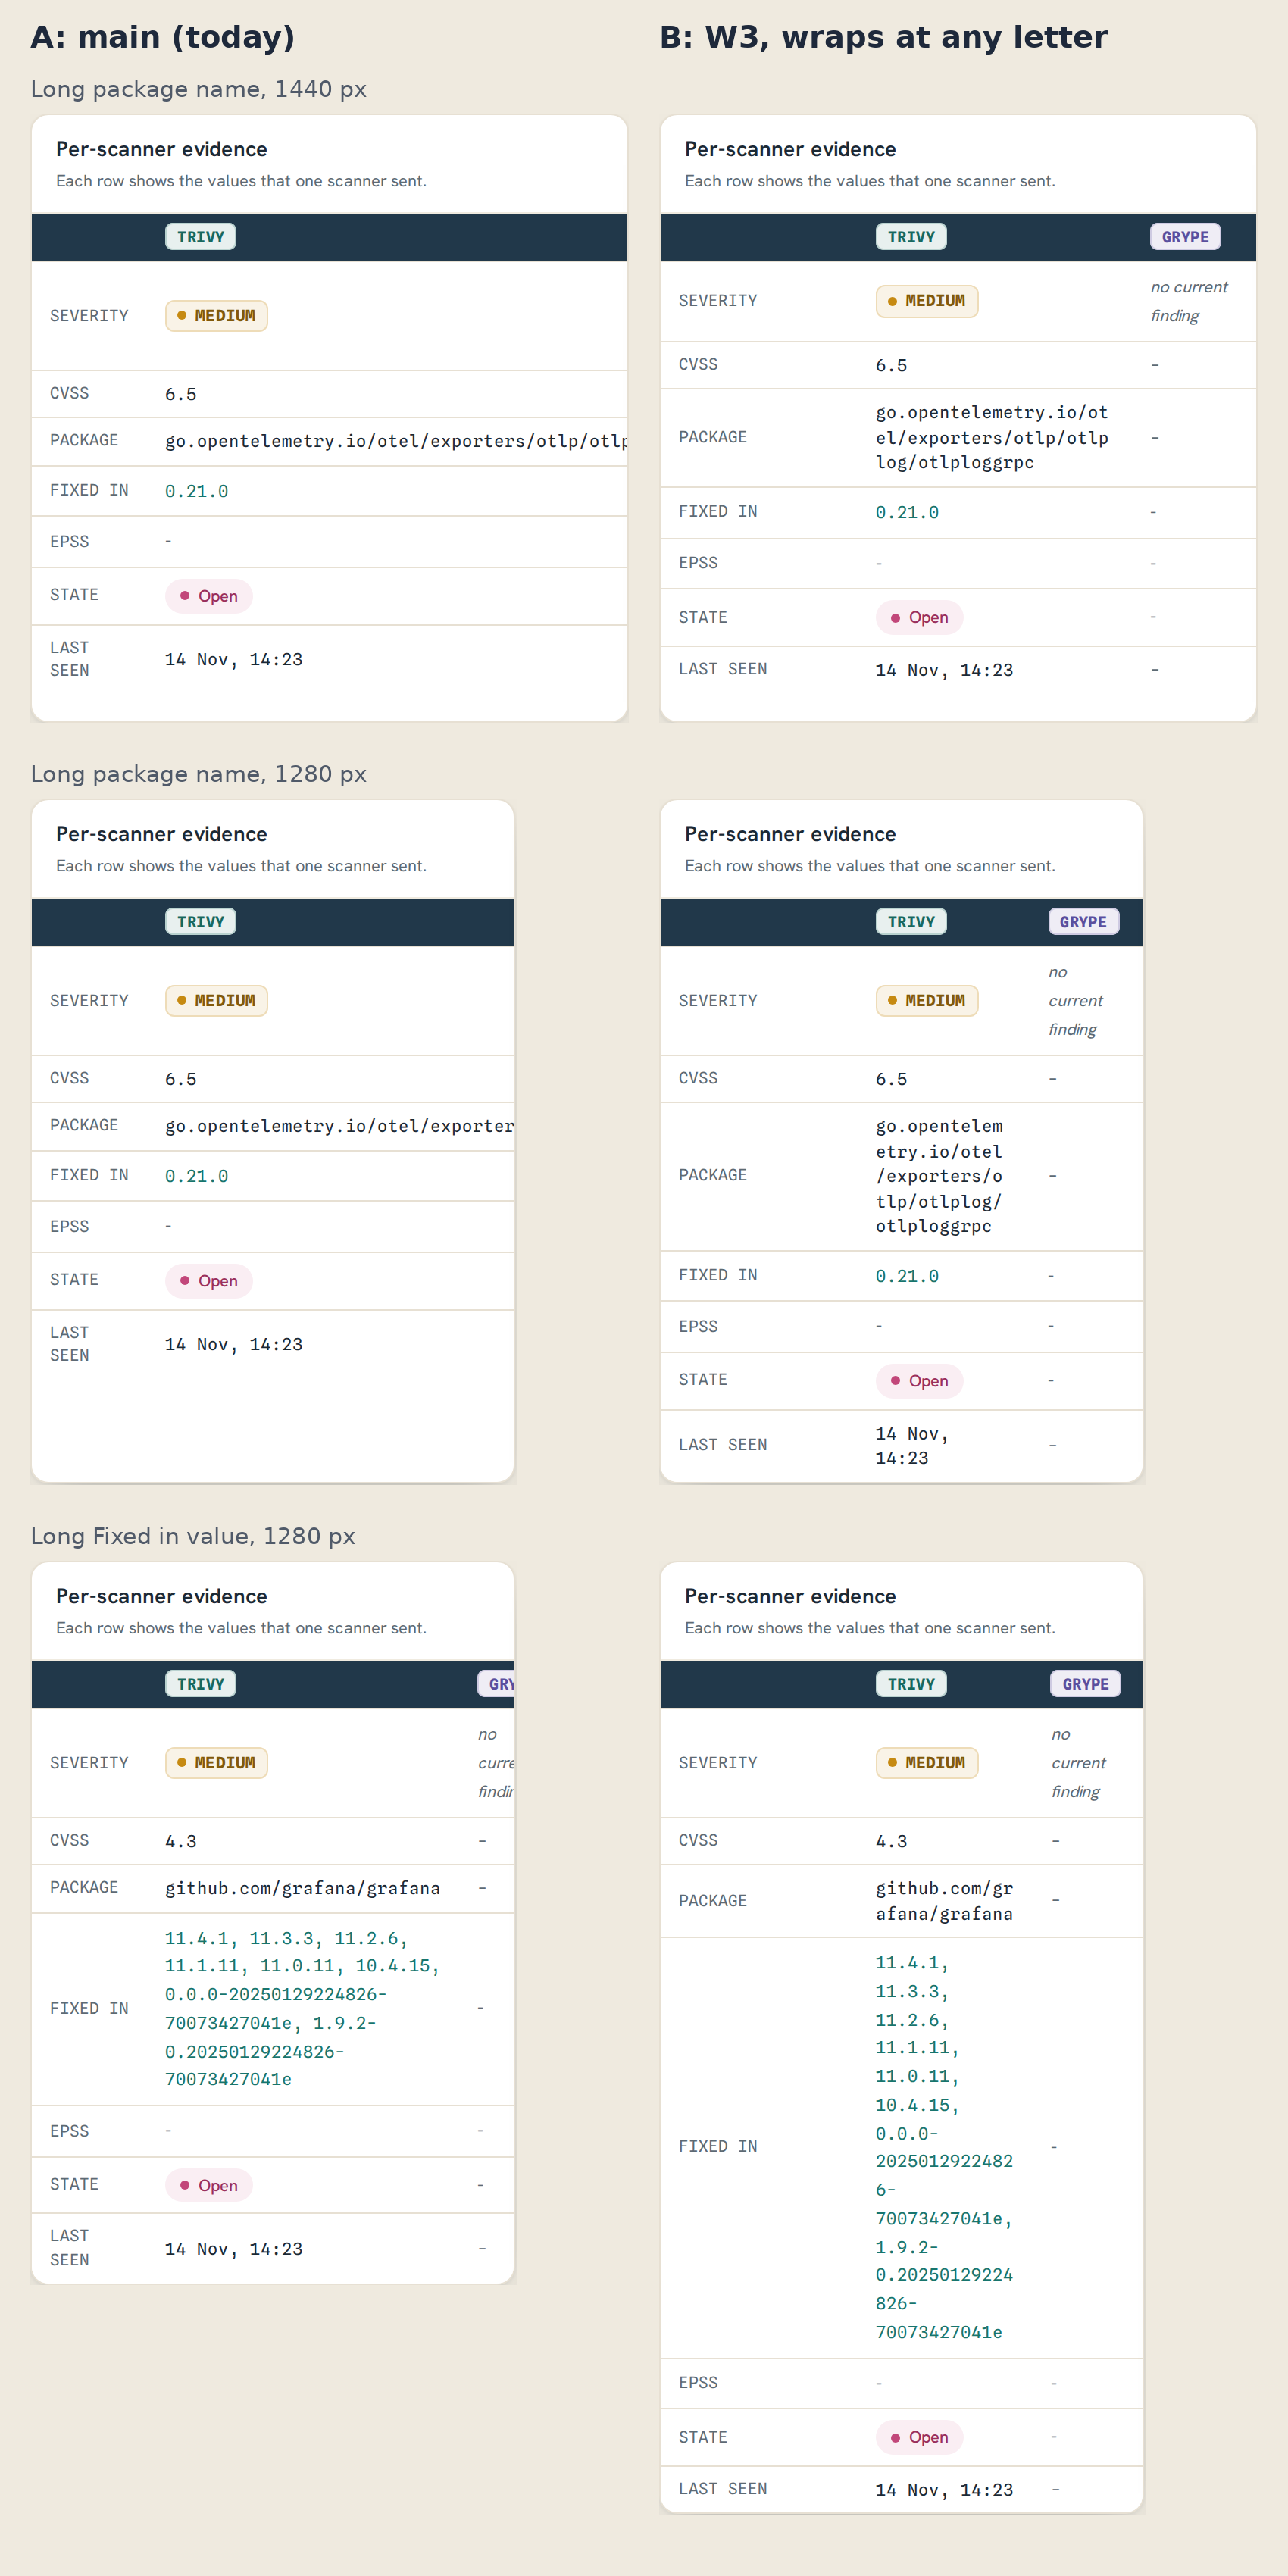 A: main (today)
B: W3, wraps at any letter
Long package name, 1440 px
Per-scanner evidence
Each row shows the values that one scanner sent.
TRIVY
SEVERITY
MEDIUM
CVSS
6.5
PACKAGE
go.opentelemetry.io/otel/exporters/otlp/otlp
FIXED IN
0.21.0
EPSS
-
STATE
Open
LAST
SEEN
14 Nov, 14:23
Per-scanner evidence
Each row shows the values that one scanner sent.
TRIVY
GRYPE
SEVERITY
MEDIUM
no current
finding
CVSS
6.5
-
PACKAGE
go.opentelemetry.io/ot
el/exporters/otlp/otlp
log/otlploggrpc
-
FIXED IN
0.21.0
-
EPSS
-
-
STATE
Open
-
LAST SEEN
14 Nov, 14:23
-
Long package name, 1280 px
Per-scanner evidence
Each row shows the values that one scanner sent.
TRIVY
SEVERITY
MEDIUM
CVSS
6.5
PACKAGE
go.opentelemetry.io/otel/exporter
FIXED IN
0.21.0
EPSS
-
STATE
Open
LAST
SEEN
14 Nov, 14:23
Per-scanner evidence
Each row shows the values that one scanner sent.
TRIVY
GRYPE
SEVERITY
MEDIUM
no
current
finding
CVSS
6.5
-
PACKAGE
go.opentelem
etry.io/otel
/exporters/o
tlp/otlplog/
otlploggrpc
-
FIXED IN
0.21.0
-
EPSS
-
-
STATE
Open
-
LAST SEEN
14 Nov,
14:23
-
Long Fixed in value, 1280 px
Per-scanner evidence
Each row shows the values that one scanner sent.
TRIVY
GRY
SEVERITY
MEDIUM
no
curre
findir
CVSS
4.3
-
PACKAGE
github.com/grafana/grafana
-
FIXED IN
11.4.1, 11.3.3, 11.2.6,
11.1.11, 11.0.11, 10.4.15,
0.0.0-20250129224826-
70073427041e, 1.9.2-
0.20250129224826-
70073427041e
-
EPSS
-
-
STATE
Open
-
LAST
SEEN
14 Nov, 14:23
-
Per-scanner evidence
Each row shows the values that one scanner sent.
TRIVY
GRYPE
SEVERITY
MEDIUM
no
current
finding
CVSS
4.3
-
PACKAGE
github.com/gr
afana/grafana
-
FIXED IN
11.4.1,
11.3.3,
11.2.6,
11.1.11,
11.0.11,
10.4.15,
0.0.0-
2025012922482
6-
70073427041e,
1.9.2-
0.20250129224
826-
70073427041e
-
EPSS
-
-
STATE
Open
-
LAST SEEN
14 Nov, 14:23
-